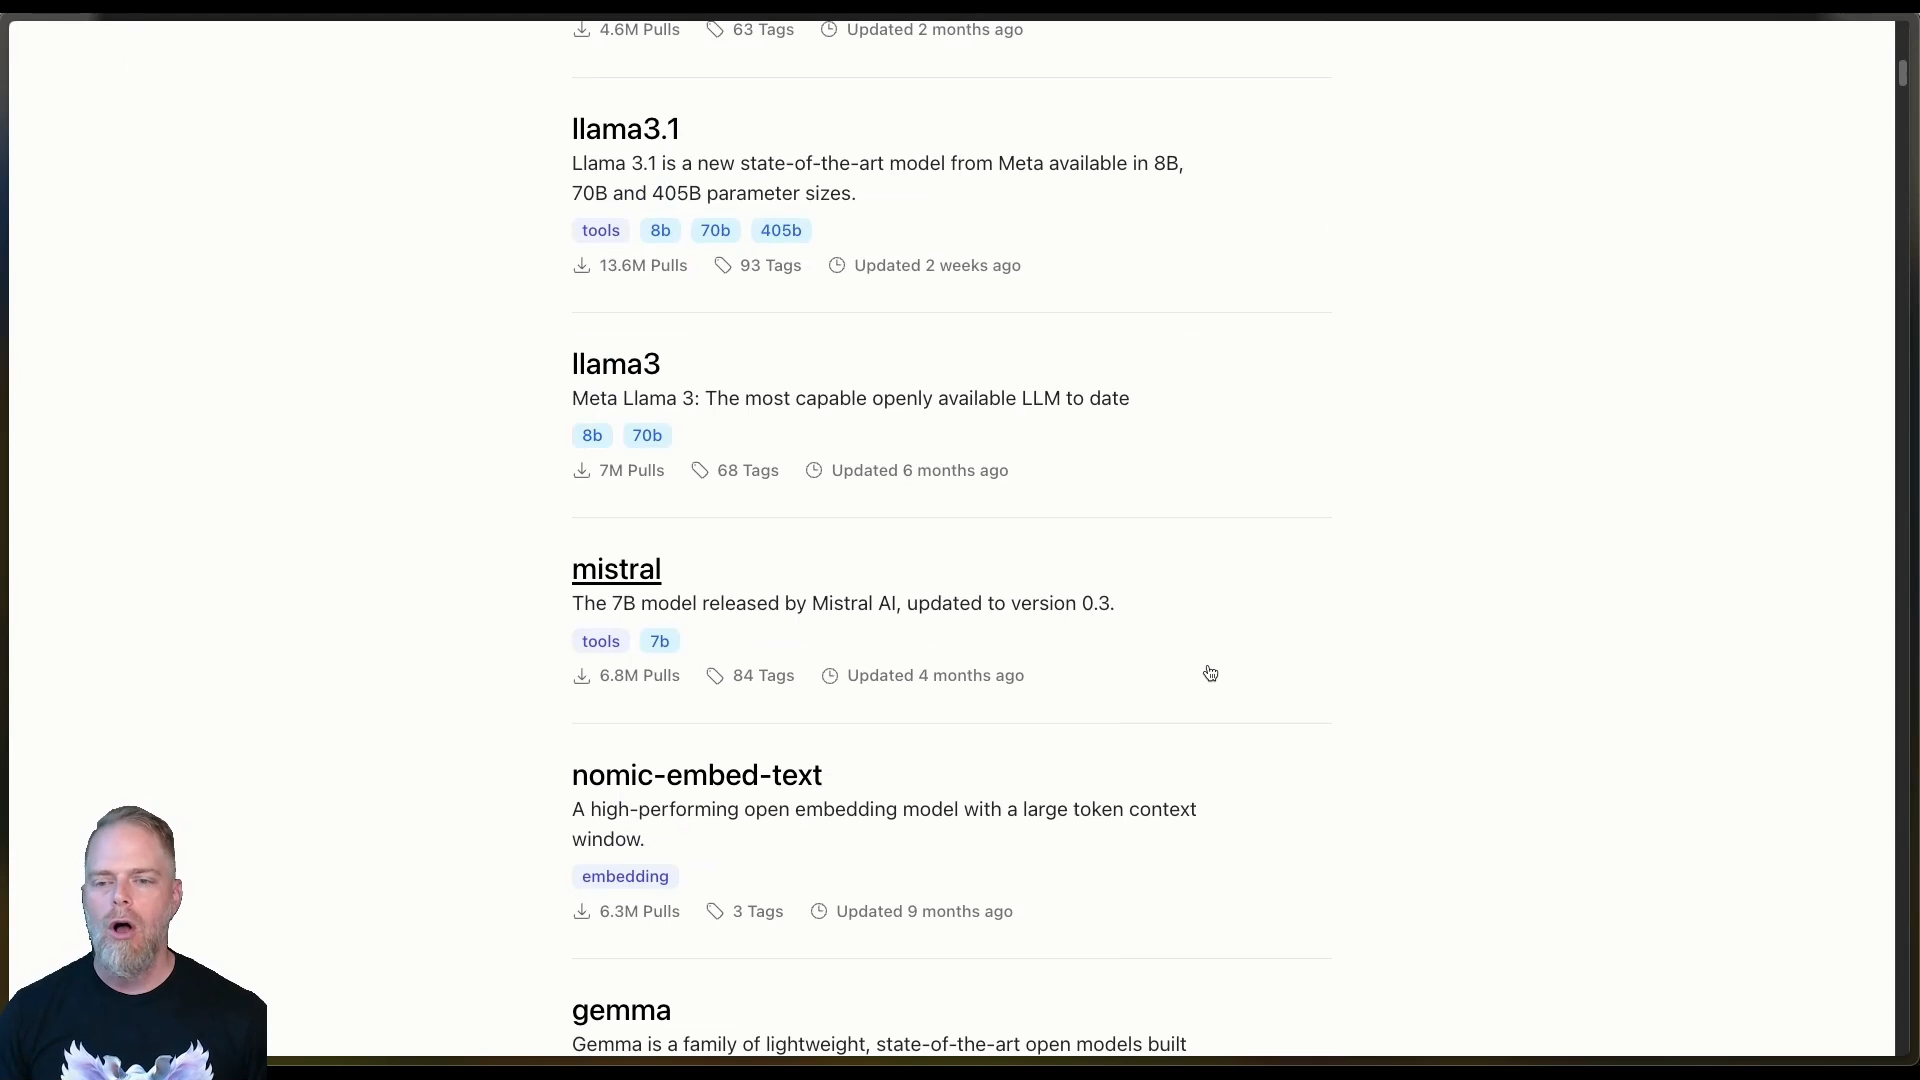 4.6M Pulls 63 Tags Updated 2 months ago
llama3.1
Llama 3.1 is a new state-of-the-art model from Meta available in 8B,
70B and 405B parameter sizes.
tools 8b 70b 405b
13.6M Pulls 93 Tags Updated 2 weeks ago
llama3
Meta Llama 3: The most capable openly available LLM to date
8b 70b
7M Pulls 68 Tags Updated 6 months ago
mistral
The 7B model released by Mistral AI, updated to version 0.3.
tools 7b
6.8M Pulls 84 Tags Updated 4 months ago
nomic-embed-text
A high-performing open embedding model with a large token context
window.
embedding
6.3M Pulls 3 Tags Updated 9 months ago
gemma
Gemma is a family of lightweight, state-of-the-art open models built